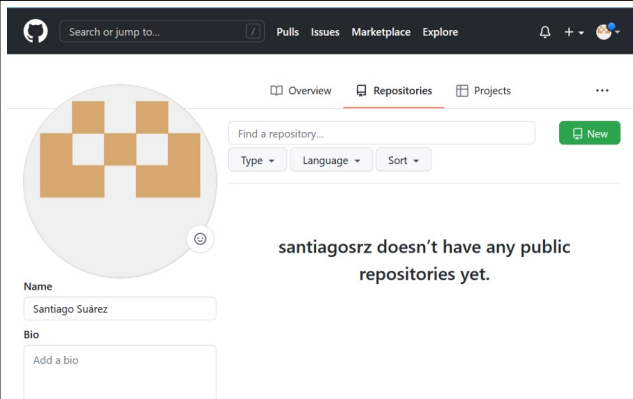 Search or jump to... / Pulls Issues Marketplace Explore
Overview Repositories Projects ...
Find a repository...
New
Type Language Sort
santiagosrz doesn’t have any public
repositories yet.
Name
Santiago Suárez
Bio
Add a bio